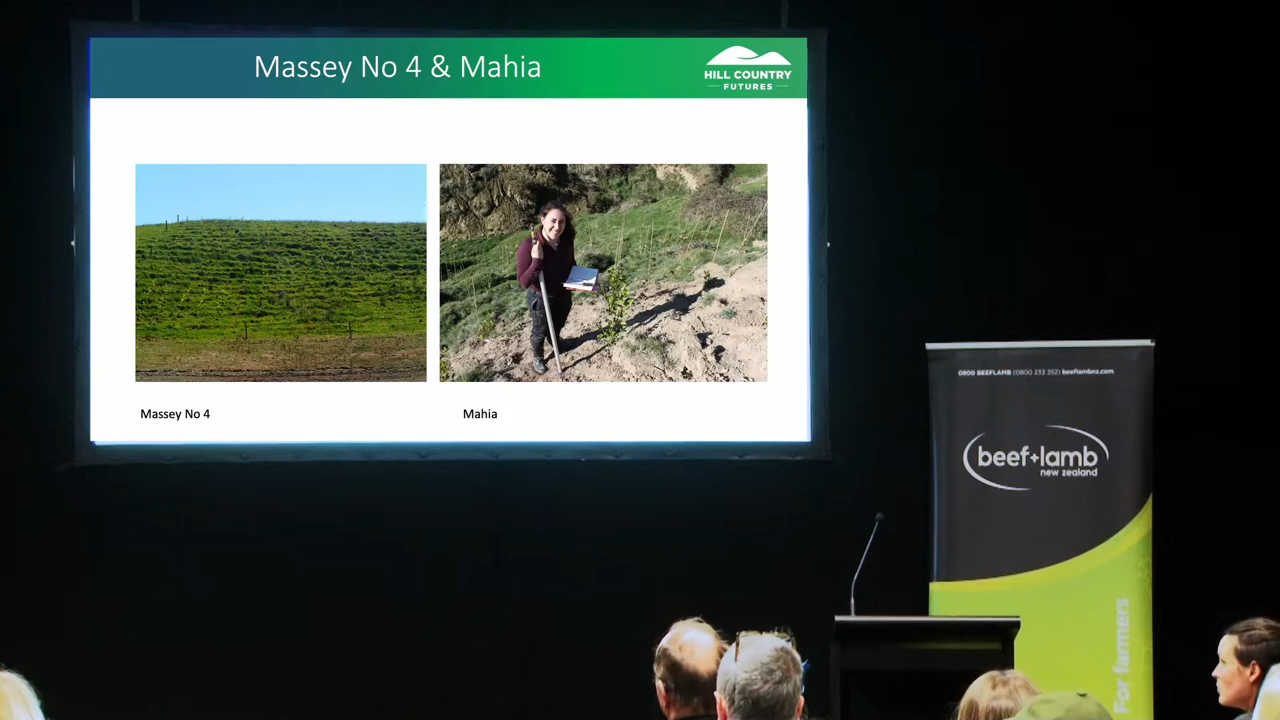 Massey No 4 & Mahia
HILL COUNTRY
FUTURES
Massey No 4
Mahia
0800 BEEFLAMB (0800 233 352) beeflambnz.com
beef+lamb
new zealand
For farmers